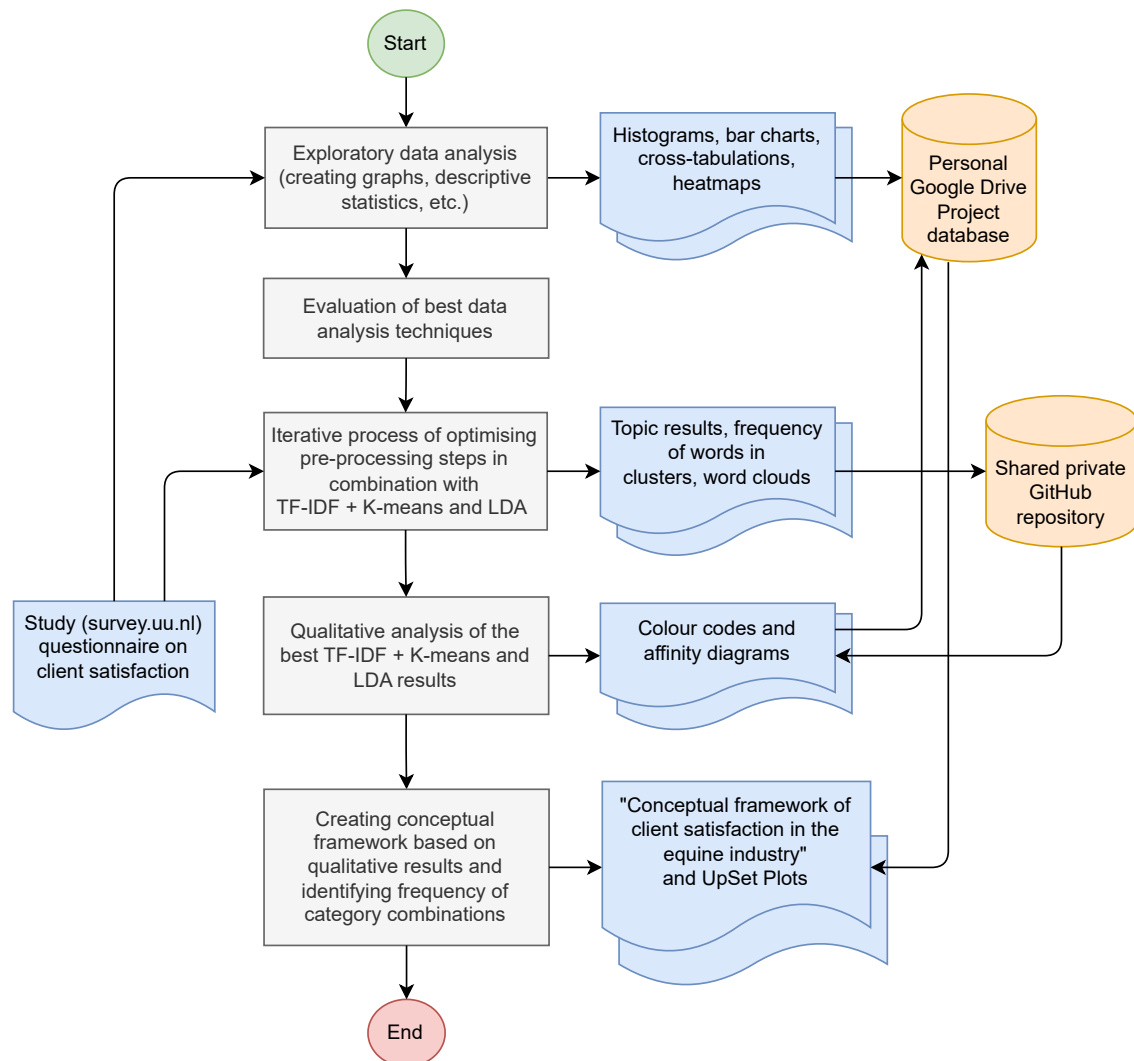 Start
Exploratory data analysis
(creating graphs, descriptive
statistics, etc.)
Histograms, bar charts,
cross-tabulations,
heatmaps
Personal
Google Drive
Project
database
Evaluation of best data
analysis techniques
Iterative process of optimising
pre-processing steps in
combination with
TF-IDF + K-means and LDA
Topic results, frequency
of words in
clusters, word clouds
Shared private
GitHub
repository
Study (survey.uu.nl)
questionnaire on
client satisfaction
Qualitative analysis of the
best TF-IDF + K-means and
LDA results
Colour codes and
affinity diagrams
Creating conceptual
framework based on
qualitative results and
identifying frequency of
category combinations
"Conceptual framework of
client satisfaction in the
equine industry"
and UpSet Plots
End